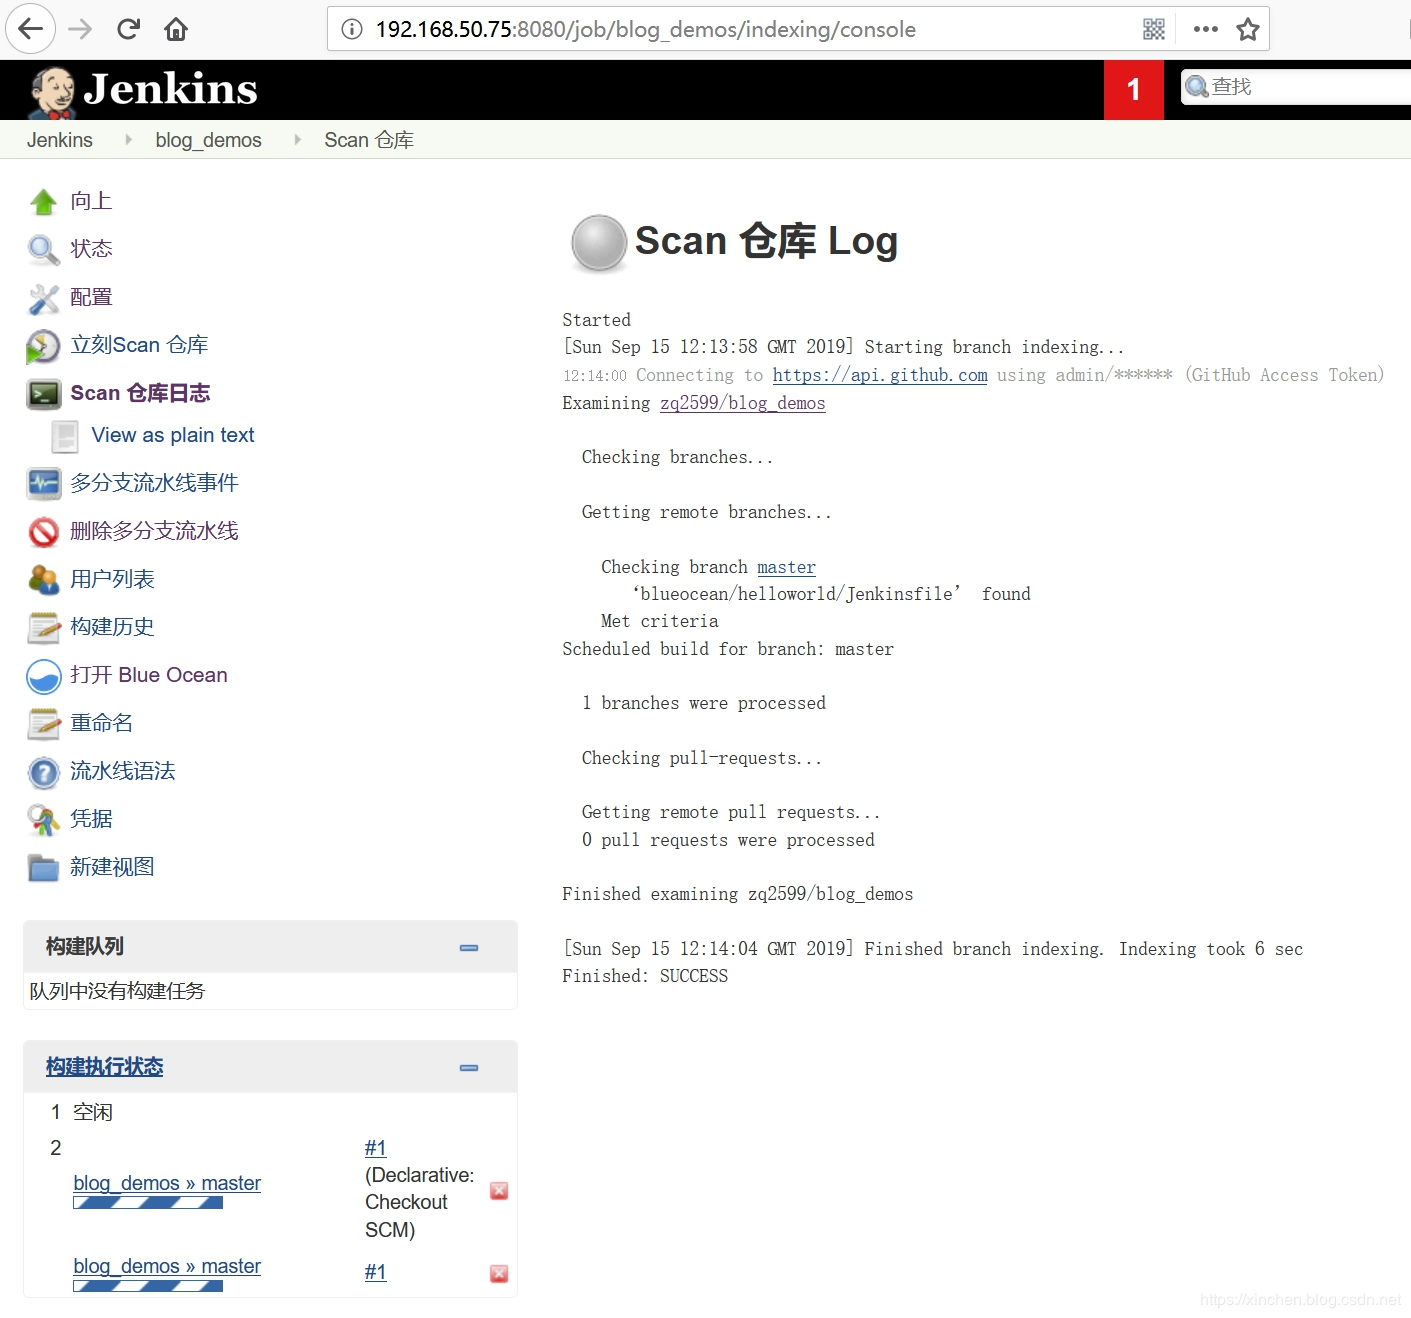 192.168.50.75:8080/job/blog_demos/indexing/console
Jenkins
1
查找
Jenkins blog_demos Scan 仓库
向上
状态
配置
立刻Scan 仓库
Scan 仓库日志
View as plain text
多分支流水线事件
删除多分支流水线
用户列表
构建历史
打开 Blue Ocean
重命名
流水线语法
凭据
新建视图
构建队列
队列中没有构建任务
构建执行状态
1 空闲
2
blog_demos » master
#1
(Declarative:
Checkout
SCM)
blog_demos » master
#1
Scan 仓库 Log
Started
[Sun Sep 15 12:13:58 GMT 2019] Starting branch indexing...
12:14:00 Connecting to https://api.github.com using admin/****** (GitHub Access Token)
Examining zq2599/blog_demos
Checking branches...
Getting remote branches...
Checking branch master
‘blueocean/helloworld/Jenkinsfile’ found
Met criteria
Scheduled build for branch: master
1 branches were processed
Checking pull-requests...
Getting remote pull requests...
0 pull requests were processed
Finished examining zq2599/blog_demos
[Sun Sep 15 12:14:04 GMT 2019] Finished branch indexing. Indexing took 6 sec
Finished: SUCCESS
https://xinchen.blog.csdn.net